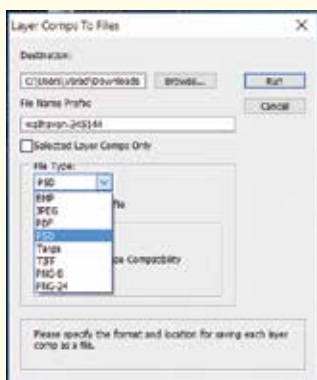 Layer Comps To Files
Destination:
Browse...
Run
File Name Prefix:
Cancel
Selected Layer Comps Only
File Type:
PSD
BMP
JPEG
PDF
PSD
Targa
TIFF
PNG-8
PNG-24
Compatibility
Please specify the format and location for saving each layer
comp as a file.